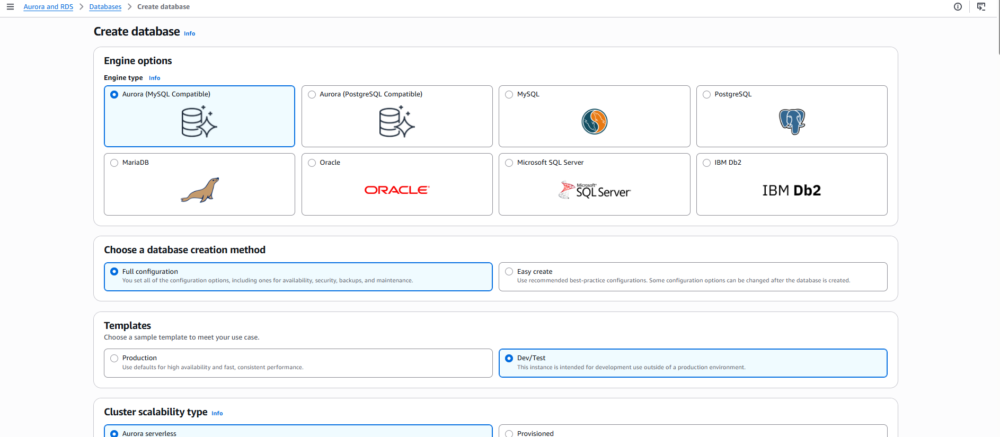 Aurora and RDS > Databases > Create database
Create database Info
Engine options
Engine type Info
Aurora (MySQL Compatible)
Aurora (PostgreSQL Compatible)
MySQL
PostgreSQL
MariaDB
Oracle
ORACLE
Microsoft SQL Server
Microsoft
SQL Server
IBM Db2
IBM Db2
Choose a database creation method
Full configuration
You set all of the configuration options, including ones for availability, security, backups, and maintenance.
Easy create
Use recommended best-practice configurations. Some configuration options can be changed after the database is created.
Templates
Choose a sample template to meet your use case.
Production
Use defaults for high availability and fast, consistent performance.
Dev/Test
This instance is intended for development use outside of a production environment.
Cluster scalability type Info
Aurora serverless
Provisioned